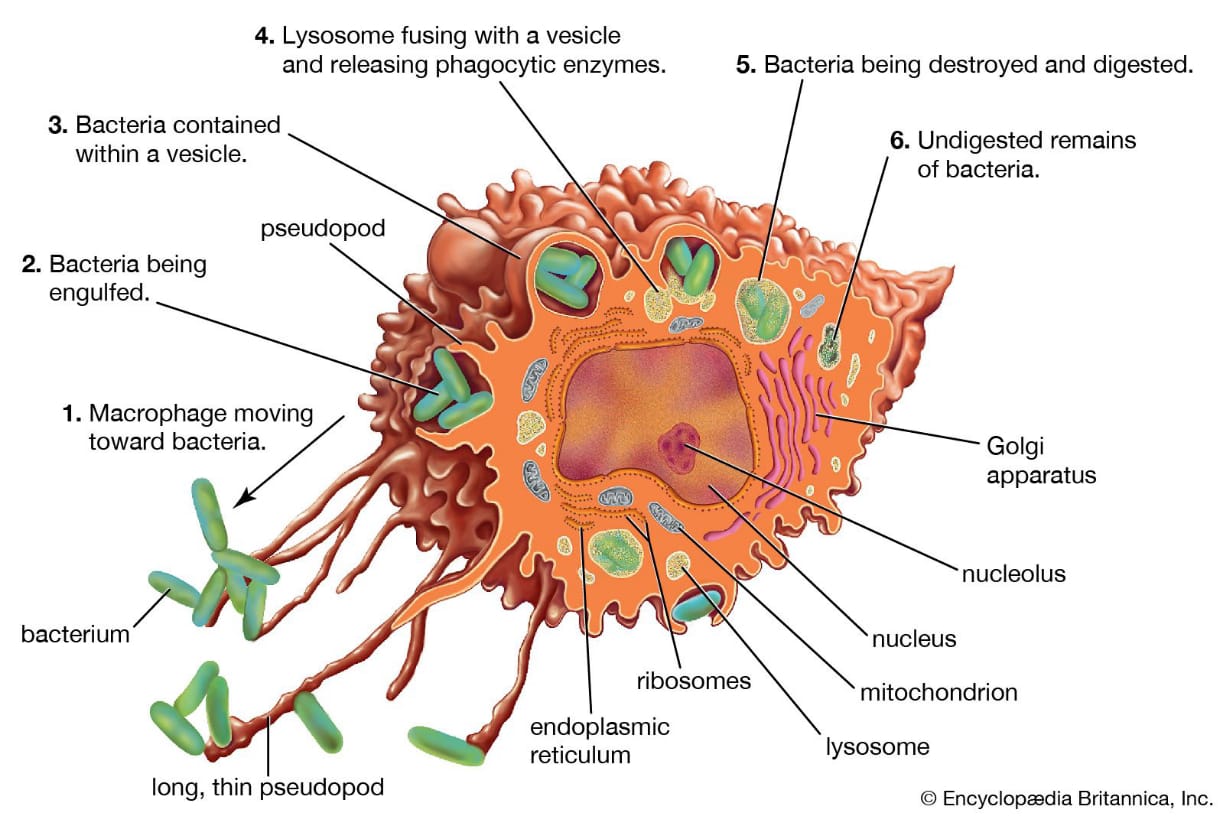 4. Lysosome fusing with a vesicle
and releasing phagocytic enzymes.
5. Bacteria being destroyed and digested.
3. Bacteria contained
within a vesicle.
6. Undigested remains
of bacteria.
pseudopod
2. Bacteria being
engulfed.
1. Macrophage moving
toward bacteria.
Golgi
apparatus
nucleolus
bacterium
nucleus
ribosomes
mitochondrion
endoplasmic
reticulum
lysosome
long, thin pseudopod
© Encyclopædia Britannica, Inc.